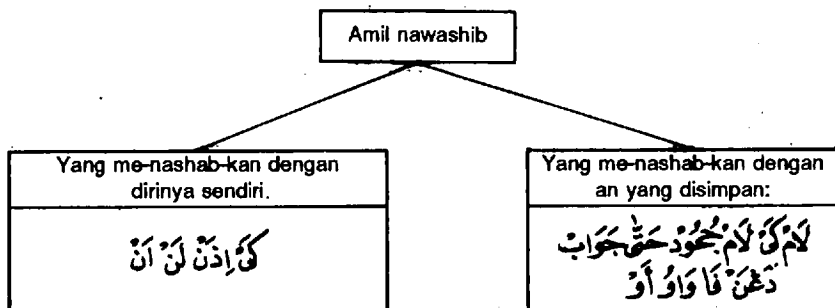 Amil nawashib
Yang me-nashab-kan dengan
dirinya sendiri.
كَيْ إِذَنْ لَنْ اَنْ
Yang me-nashab-kan dengan
an yang disimpan:
لَامْ كَيْ لَامْ جُحُوْدْ حَتّٰى جَوَابْ
دَغْنَ فَا وَاوُ أَوْ